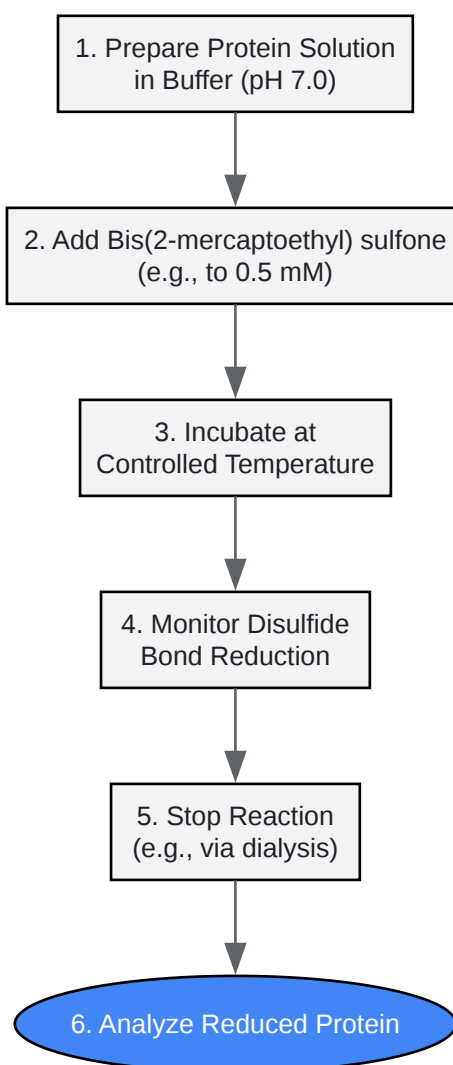 1. Prepare Protein Solution
in Buffer (pH 7.0)
2. Add Bis(2-mercaptoethyl) sulfone
(e.g., to 0.5 mM)
3. Incubate at
Controlled Temperature
4. Monitor Disulfide
Bond Reduction
5. Stop Reaction
(e.g., via dialysis)
6. Analyze Reduced Protein